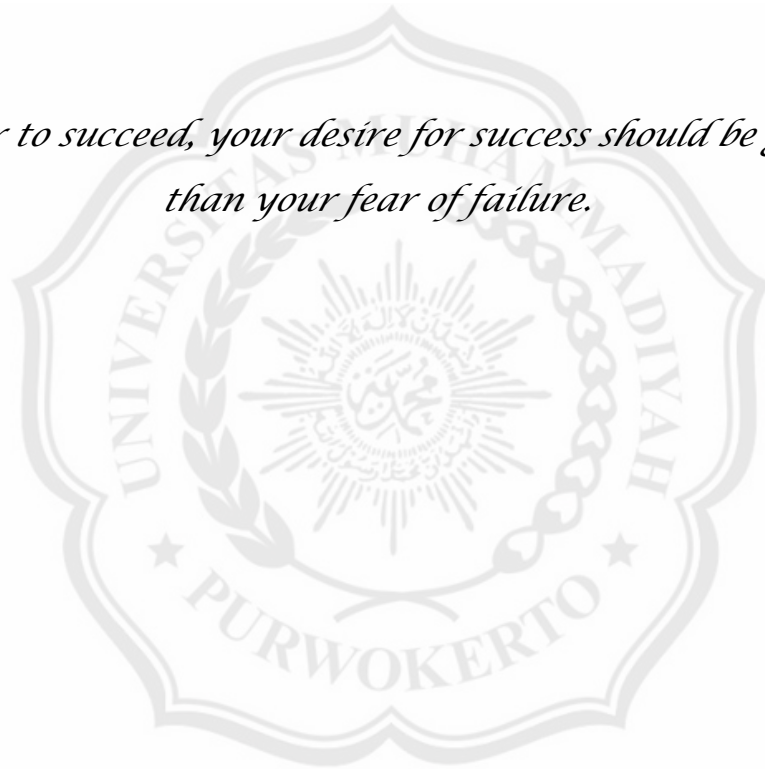 r to succeed, your desire for success should be
than your fear of failure.
UNIVERSITAS MUHAMMADIYAH
PURWOKERTO